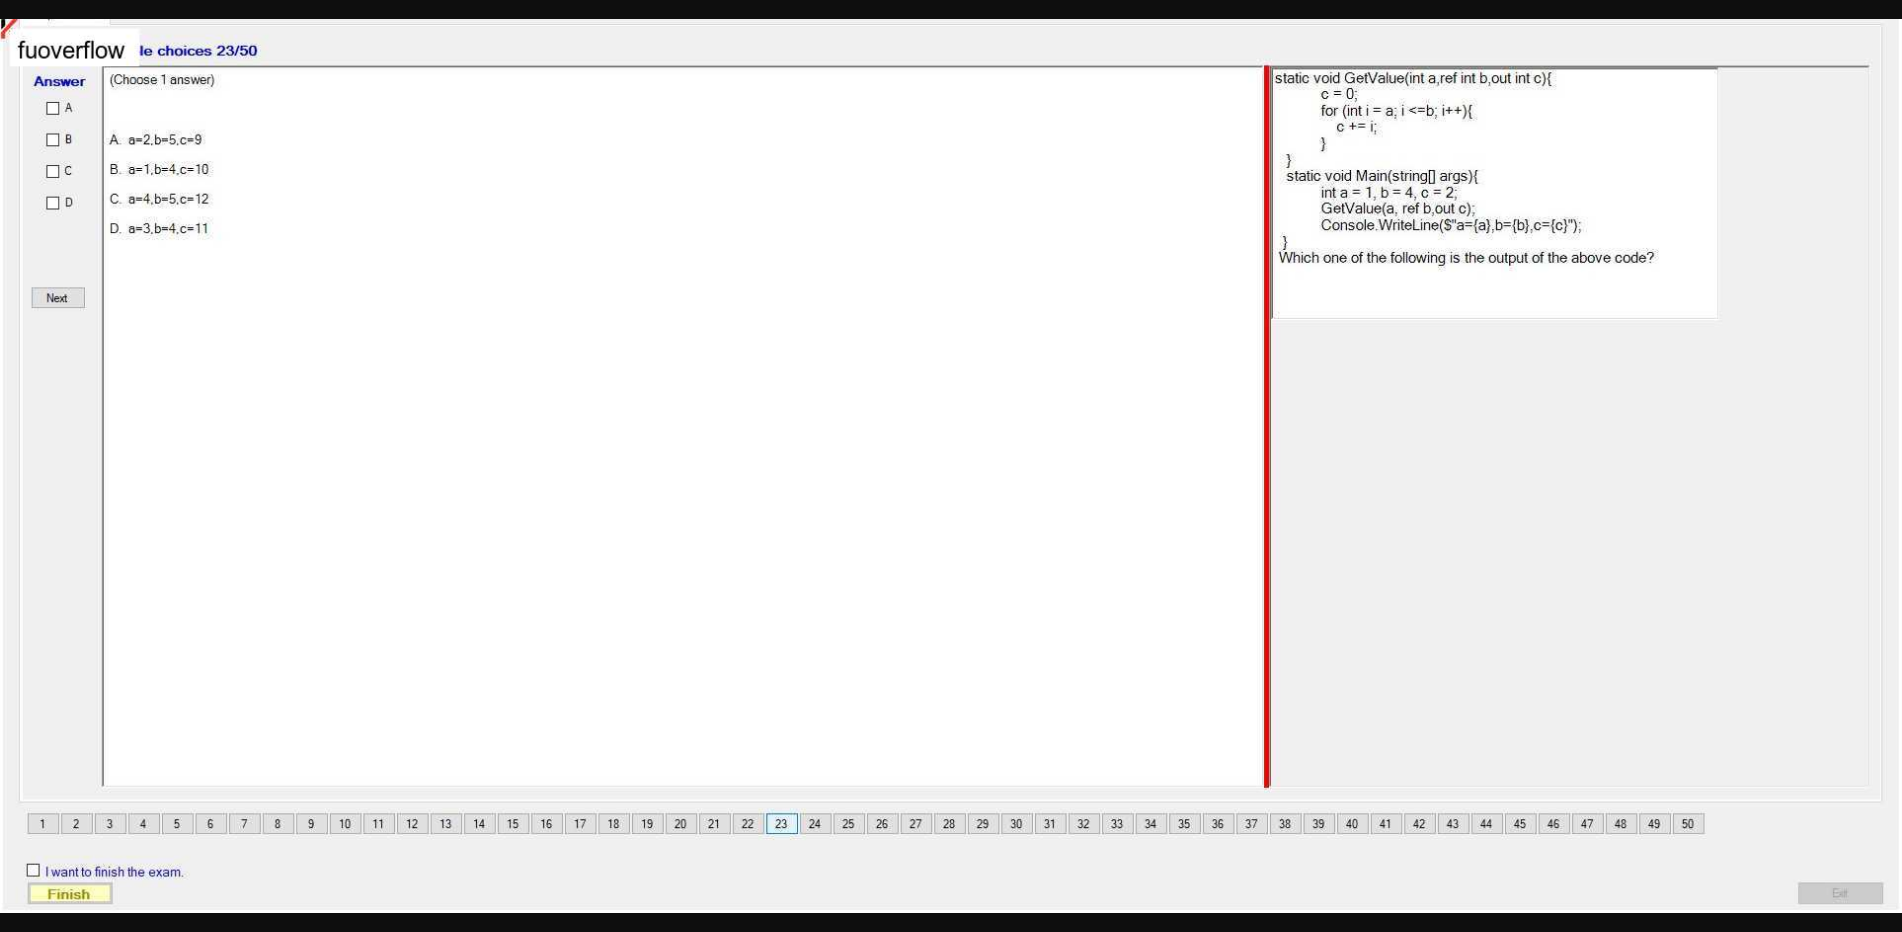 fuoverflow
le choices 23/50
Answer
A
B
C
D
Next
(Choose 1 answer)
A. a=2,b=5,c=9
B. a=1,b=4,c=10
C. a=4,b=5,c=12
D. a=3,b=4,c=11
static void GetValue(int a,ref int b,out int c){
c = 0;
for (int i = a; i <=b; i++){
c += i;
}
}
static void Main(string[] args){
int a = 1, b = 4, c = 2;
GetValue(a, ref b,out c);
Console.WriteLine($"a={a},b={b},c={c}");
}
Which one of the following is the output of the above code?
1 2 3 4 5 6 7 8 9 10 11 12 13 14 15 16 17 18 19 20 21 22 23 24 25 26 27 28 29 30 31 32 33 34 35 36 37 38 39 40 41 42 43 44 45 46 47 48 49 50
I want to finish the exam.
Finish
Exit